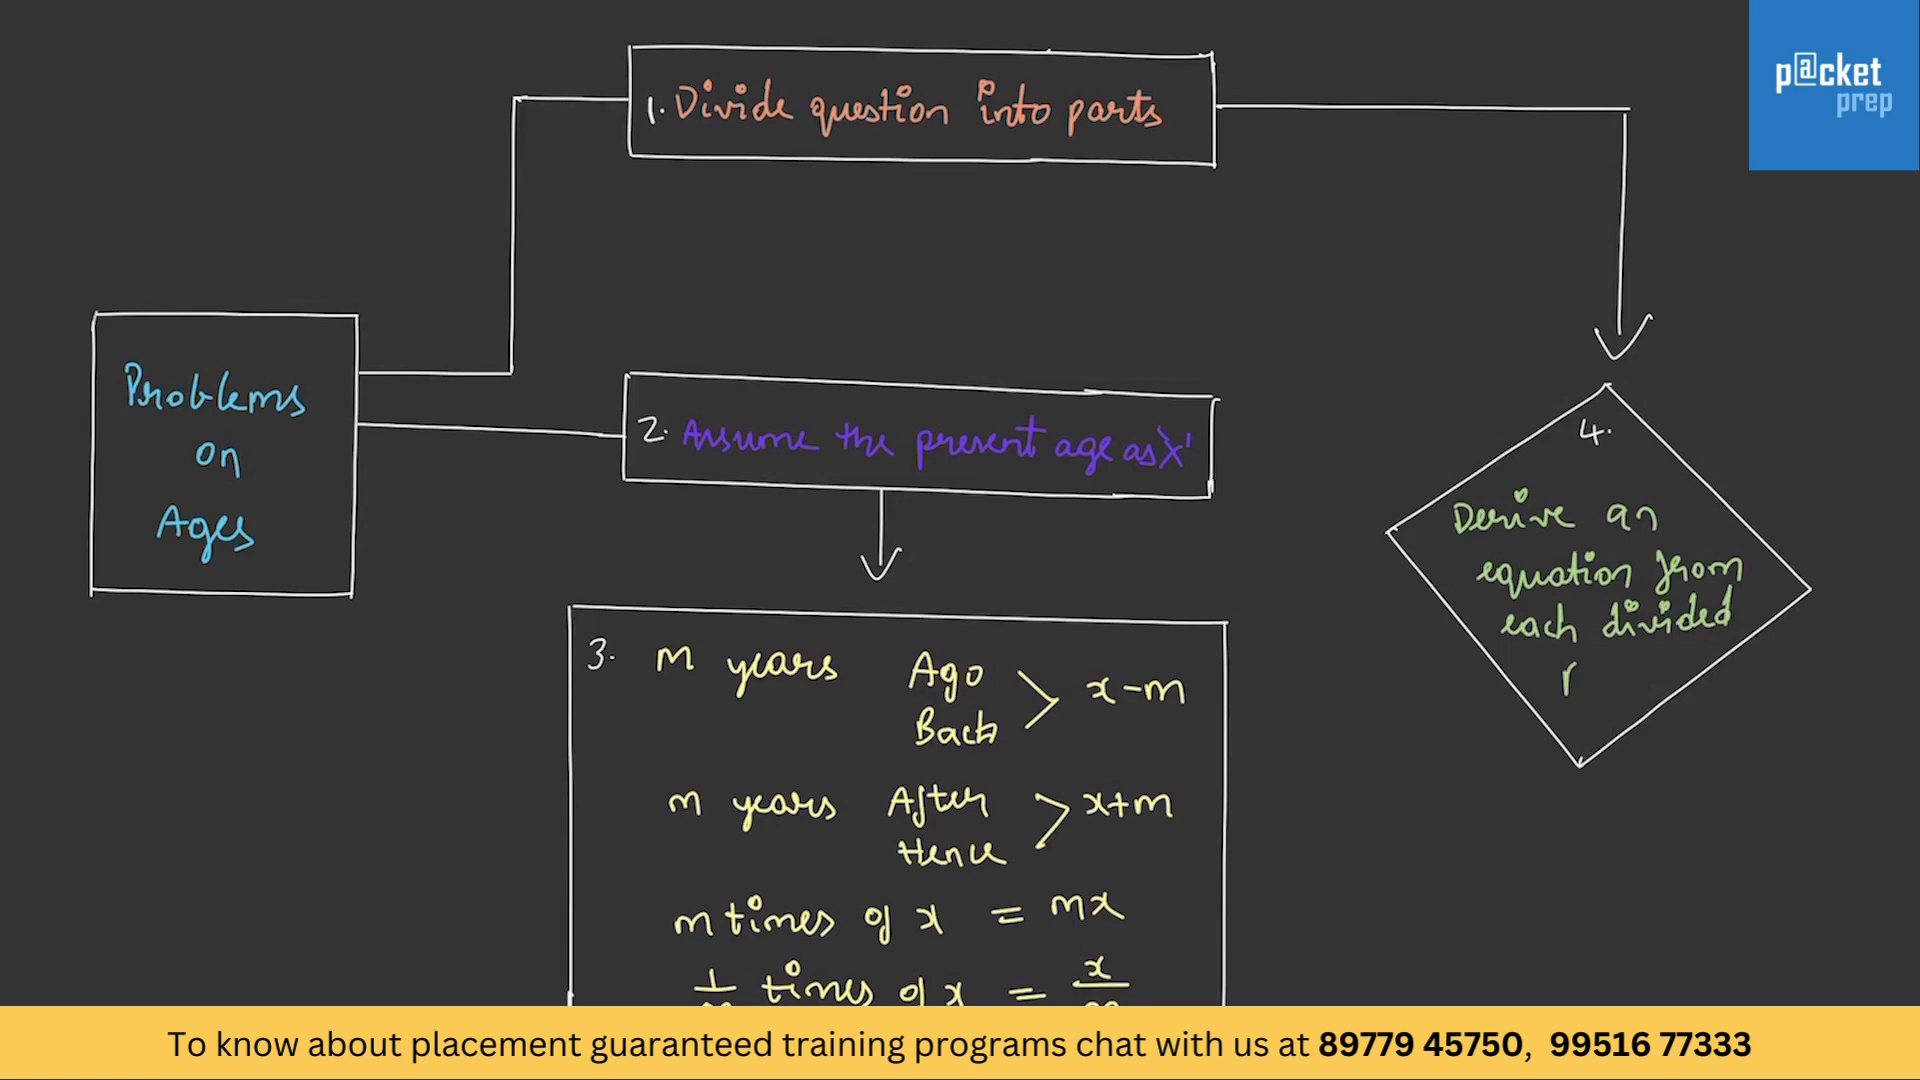 1. Divide question into parts
p@cket
prep
Problems
on
Ages
2. Assume the present age as 'x'
4.
Derive an
equation from
each divided
3. m years Ago x-m
Back
m years After x+m
Hence
m times of x = mx
times of x = x
To know about placement guaranteed training programs chat with us at 89779 45750, 99516 77333